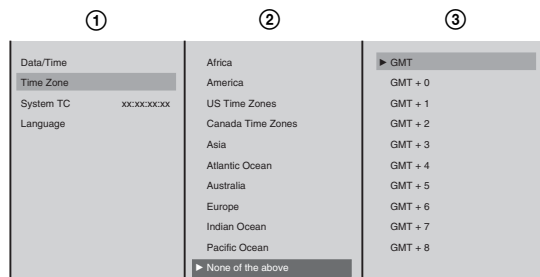 1
2
3
Data/Time
Time Zone
System TC xx:xx:xx:xx
Language
Africa
America
US Time Zones
Canada Time Zones
Asia
Atlantic Ocean
Australia
Europe
Indian Ocean
Pacific Ocean
▶ None of the above
▶ GMT
GMT + 0
GMT + 1
GMT + 2
GMT + 3
GMT + 4
GMT + 5
GMT + 6
GMT + 7
GMT + 8